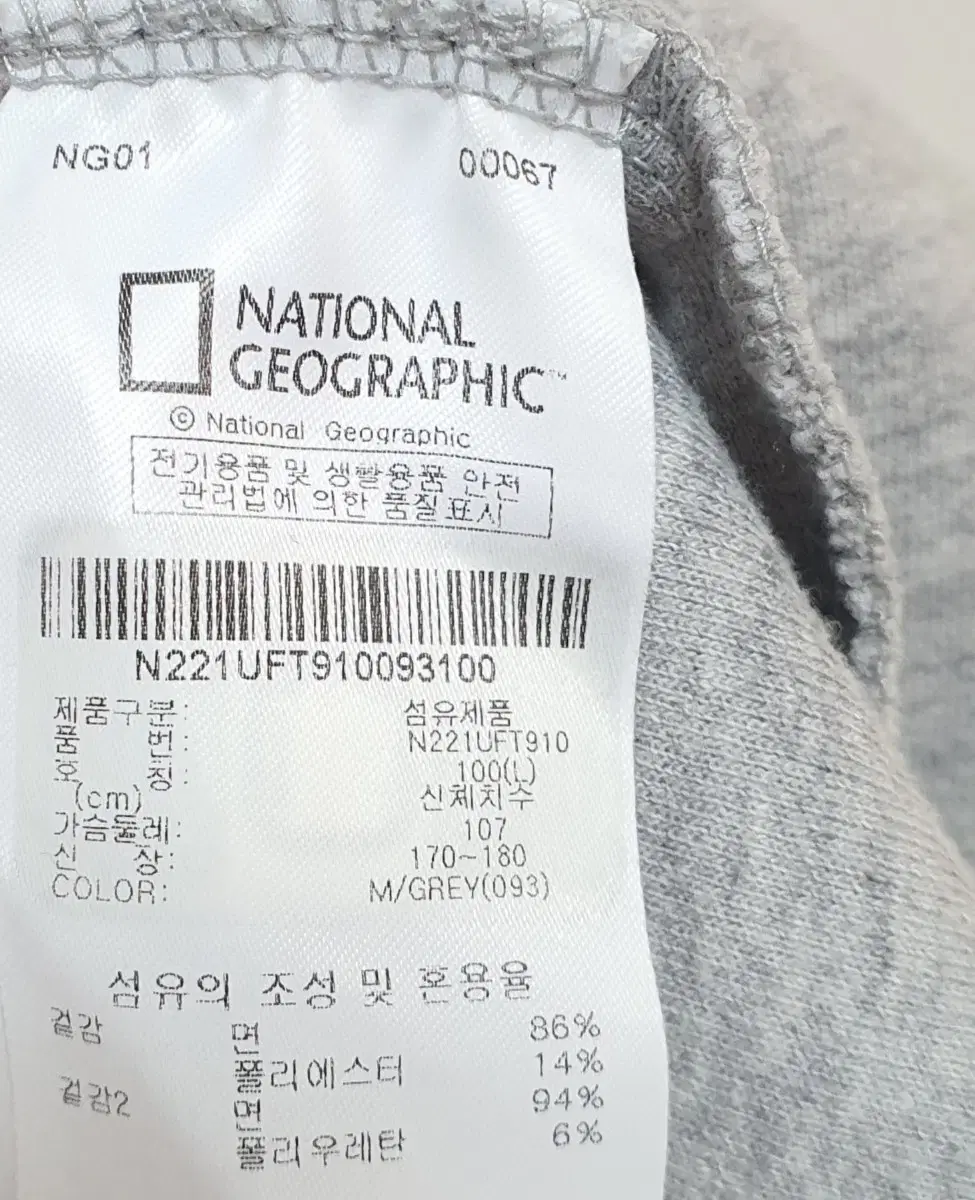 NG01 00067
NATIONAL
GEOGRAPHIC™
© National Geographic
전기용품 및 생활용품 안전
관리법에 의한 품질표시
N221UFT910093100
제품구분: 섬유제품
품 번: N221UFT910
호 칭: 100(L)
(cm) 신체치수
가슴둘레: 107
신 장: 170~180
COLOR: M/GREY(093)
섬유의 조성 및 혼용율
겉감 면 86%
폴리에스터 14%
겉감2 면 94%
폴리우레탄 6%